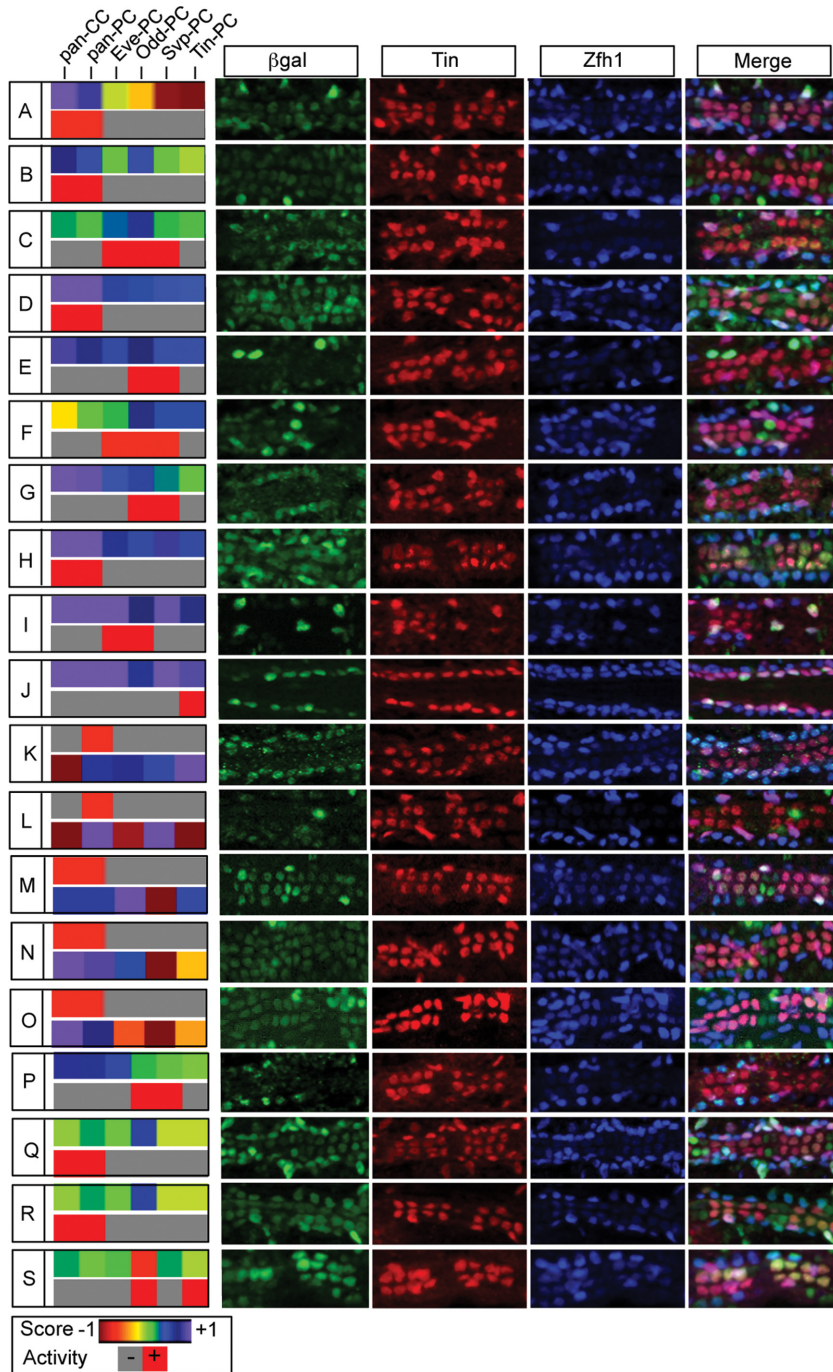 pan-CC
pan-PC
Eve-PC
Odd-PC
Svp-PC
Tin-PC
βgal
Tin
Zfh1
Merge
A
B
C
D
E
F
G
H
I
J
K
L
M
N
O
P
Q
R
S
Score -1 +1
Activity - +